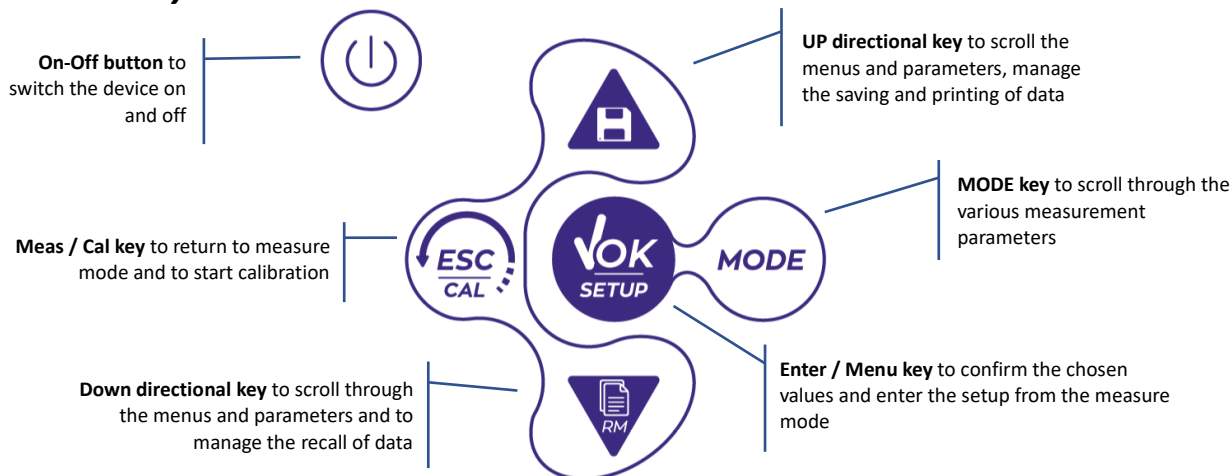 On-Off button to
switch the device on
and off
UP directional key to scroll the
menus and parameters, manage
the saving and printing of data
MODE key to scroll through the
various measurement
parameters
Meas / Cal key to return to measure
mode and to start calibration
ESC
CAL
OK
SETUP
MODE
Down directional key to scroll through
the menus and parameters and to
manage the recall of data
RM
Enter / Menu key to confirm the chosen
values and enter the setup from the measure
mode